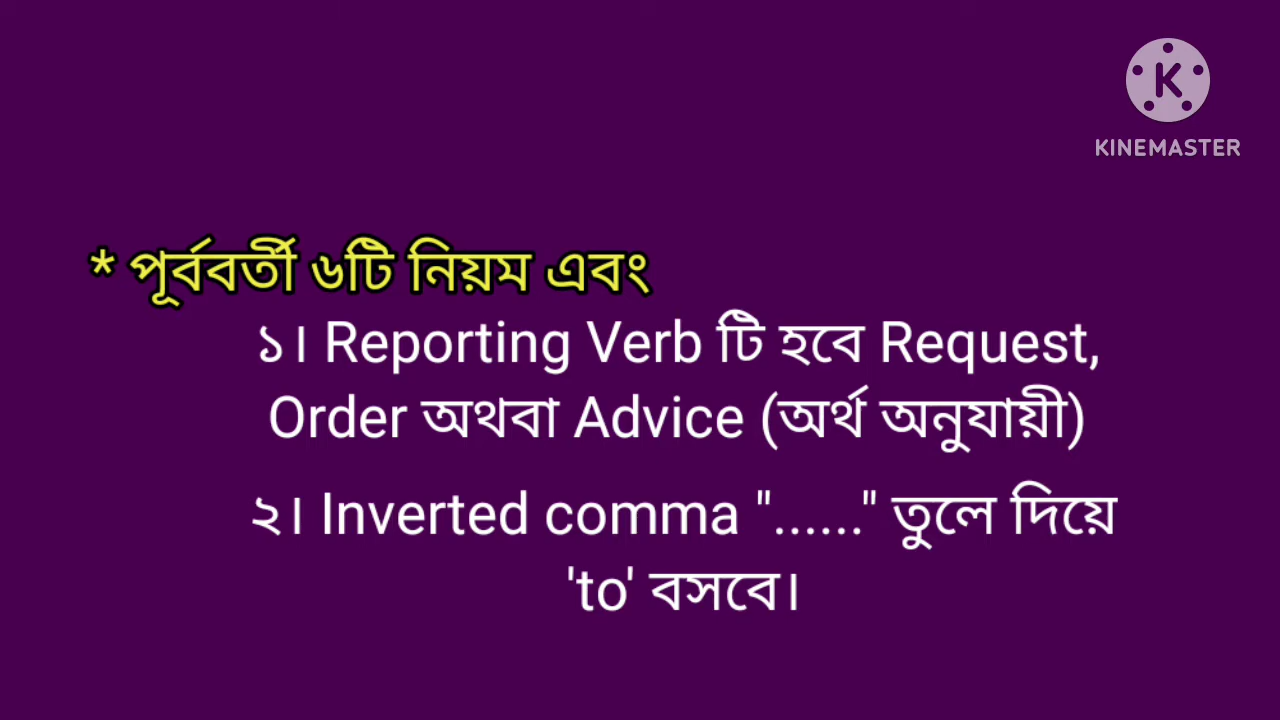 KINEMASTER
* পূর্ববর্তী ৬টি নিয়ম এবং
১। Reporting Verb টি হবে Request,
Order অথবা Advice (অর্থ অনুযায়ী)
২। Inverted comma "......" তুলে দিয়ে
'to' বসবে।